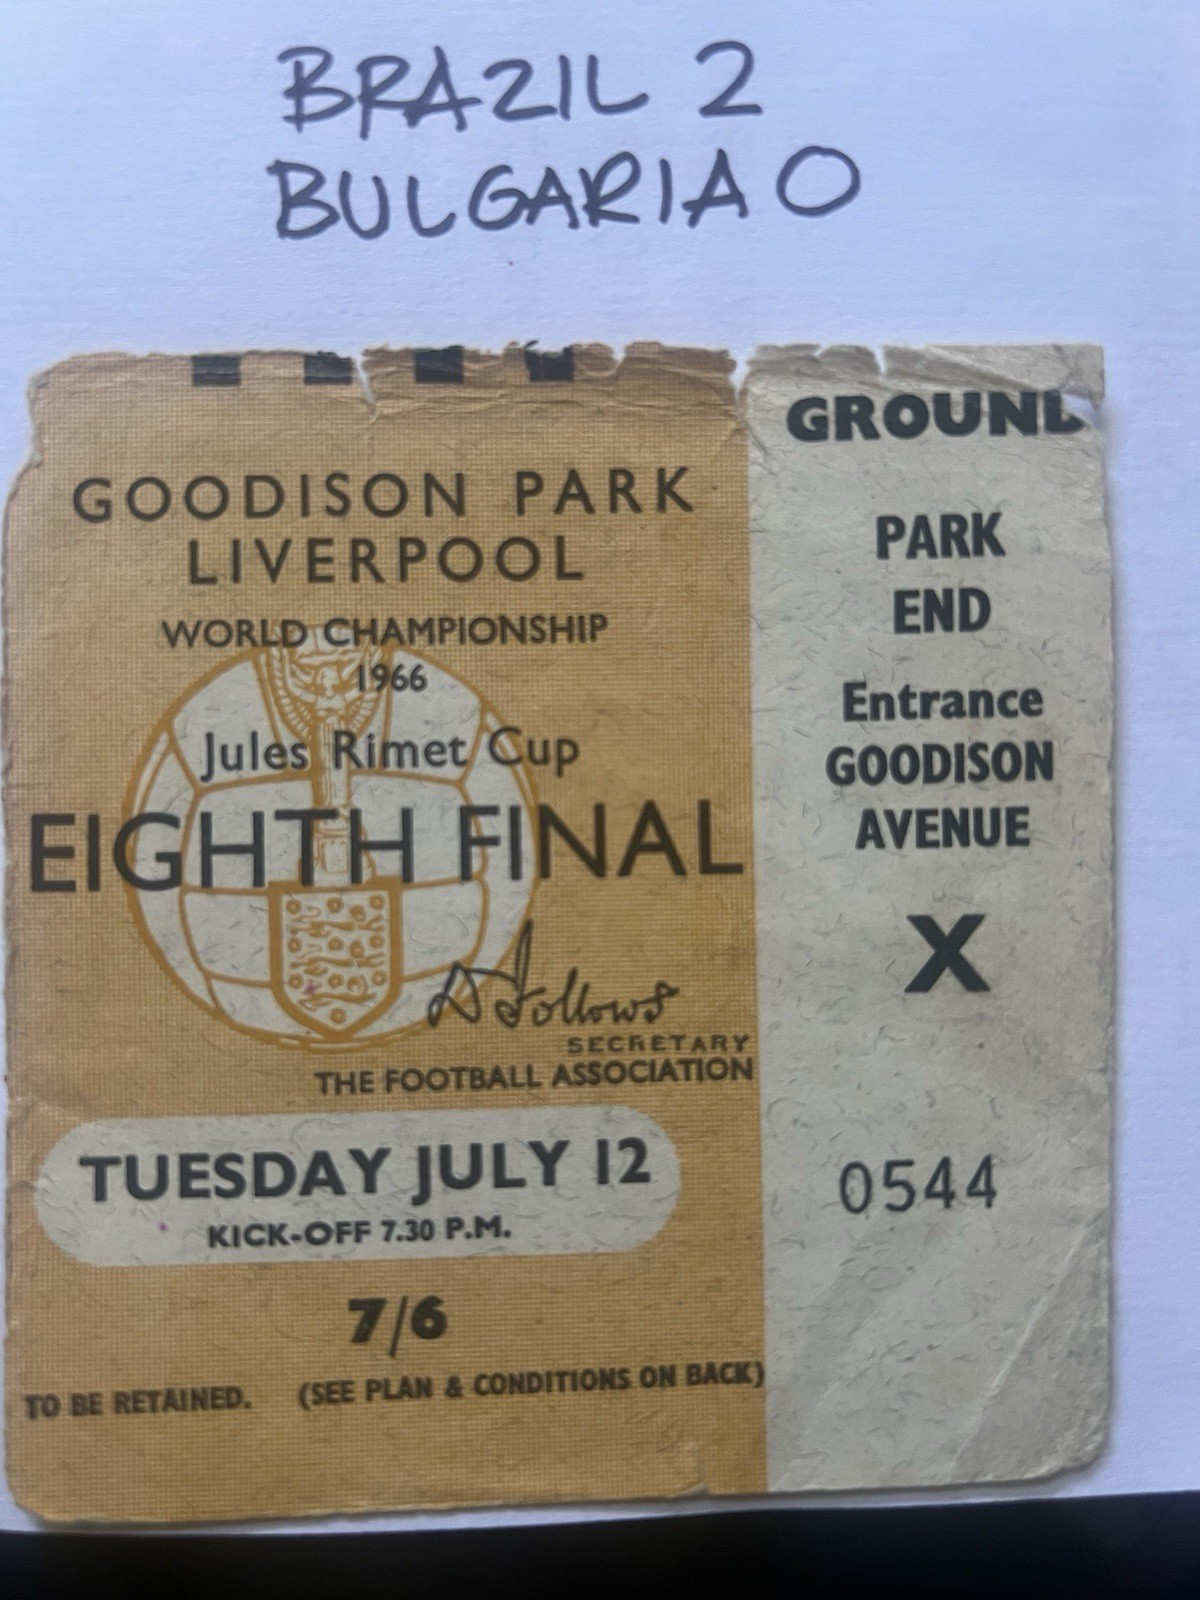 BRAZIL 2
BULGARIA 0
GOODISON PARK
LIVERPOOL
WORLD CHAMPIONSHIP
1966
Jules Rimet Cup
EIGHTH FINAL
D Follows
SECRETARY
THE FOOTBALL ASSOCIATION
TUESDAY JULY 12
KICK-OFF 7.30 P.M.
7/6
TO BE RETAINED. (SEE PLAN & CONDITIONS ON BACK)
GROUND
PARK
END
Entrance
GOODISON
AVENUE
X
0544